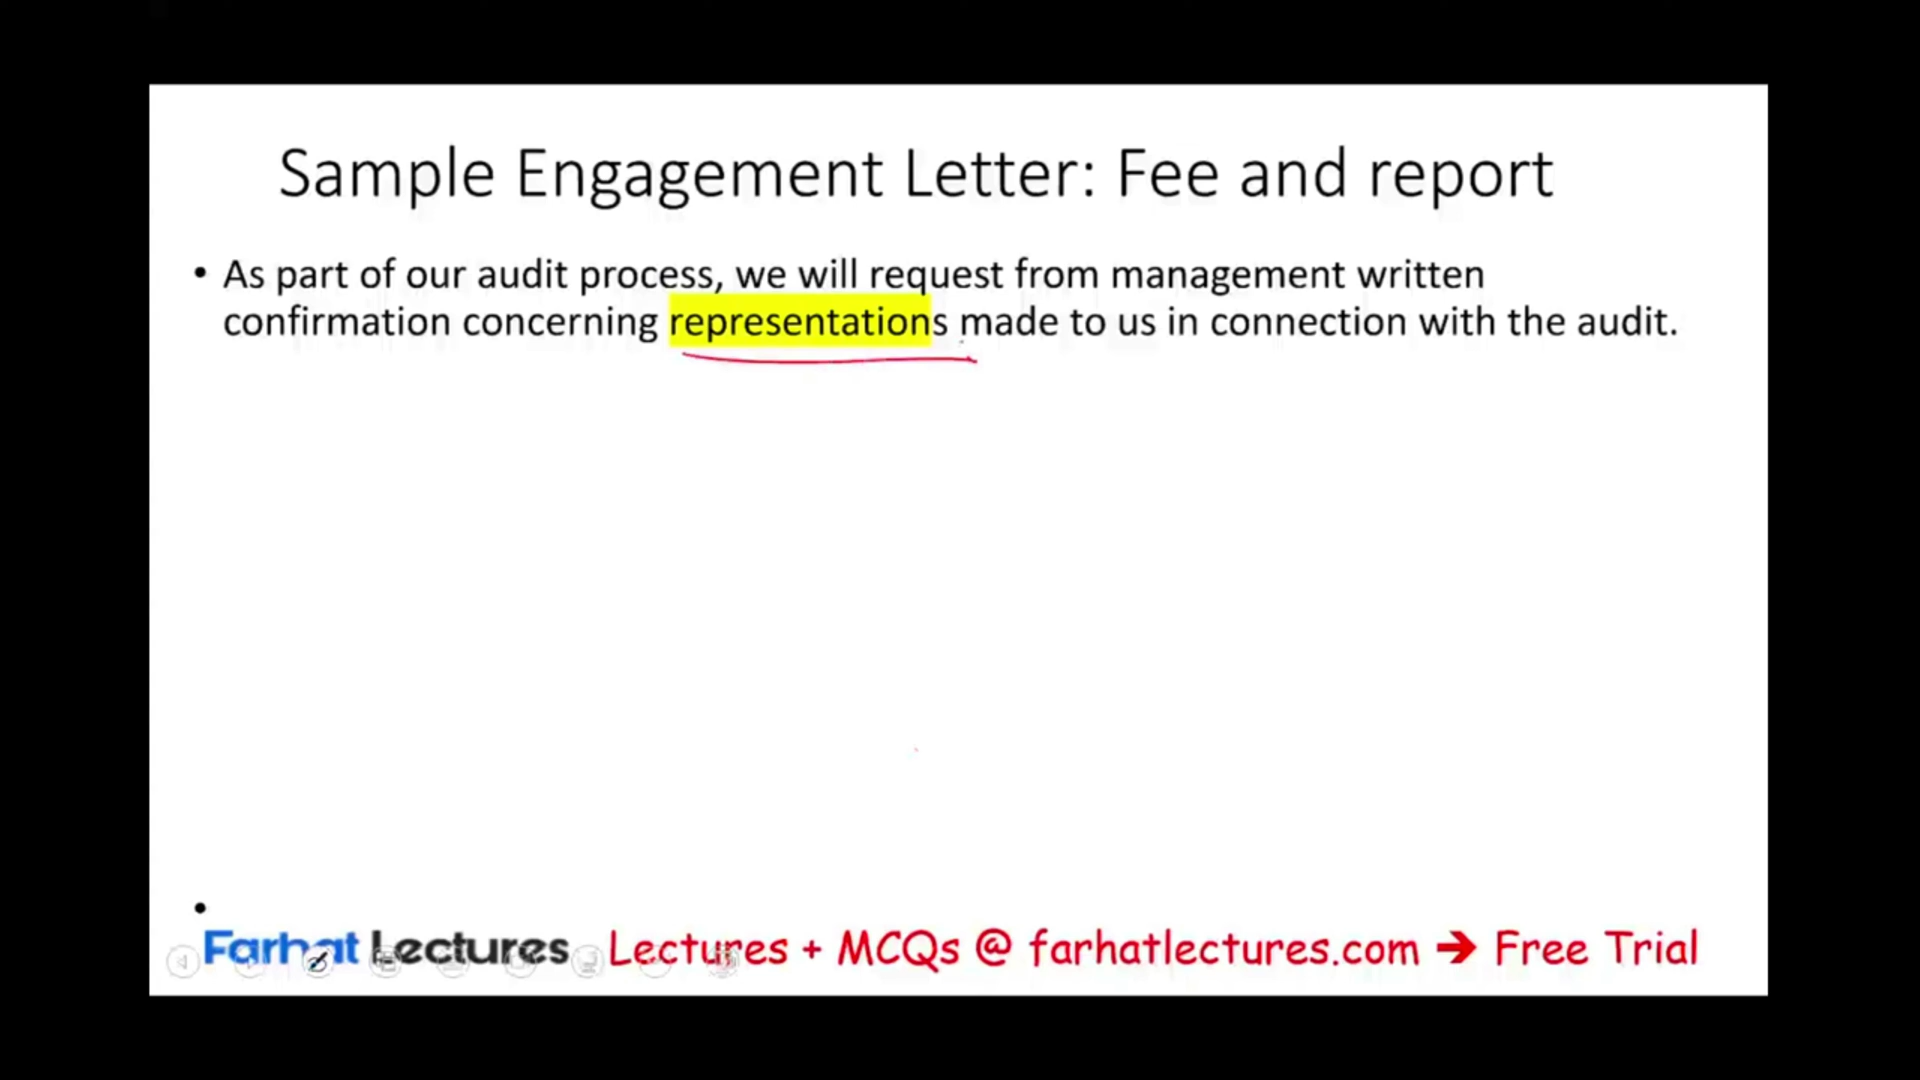 Sample Engagement Letter: Fee and report
• As part of our audit process, we will request from management written
confirmation concerning representations made to us in connection with the audit.
•
Farhat Lectures Lectures + MCQs @ farhatlectures.com ➔ Free Trial